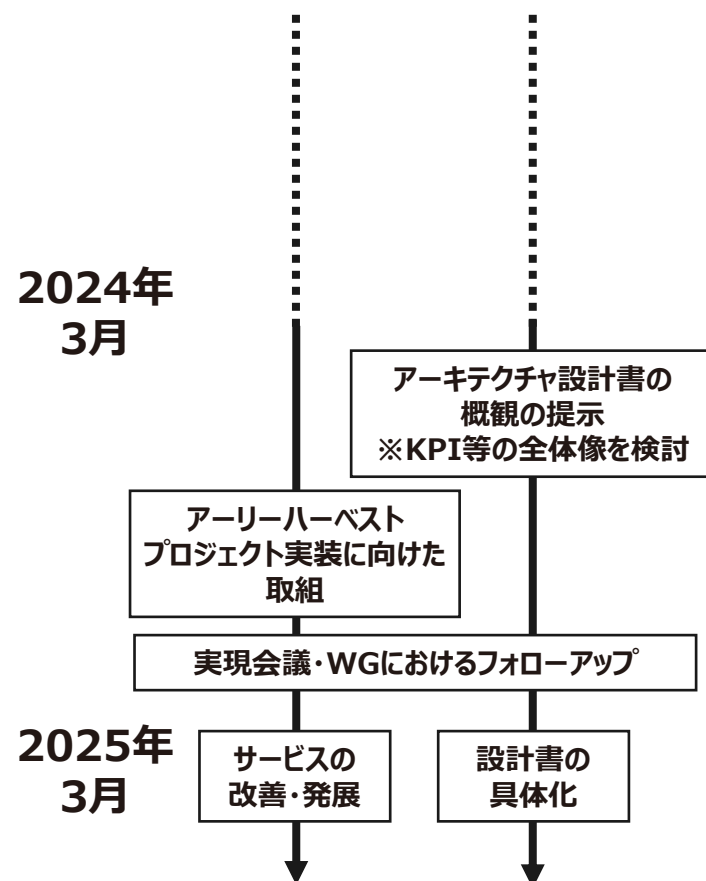 2024年
3月
アーキテクチャ設計書の
概観の提示
※KPI等の全体像を検討
アーリーハーベスト
プロジェクト実装に向けた
取組
実現会議・WGにおけるフォローアップ
2025年
3月
サービスの
改善・発展
設計書の
具体化